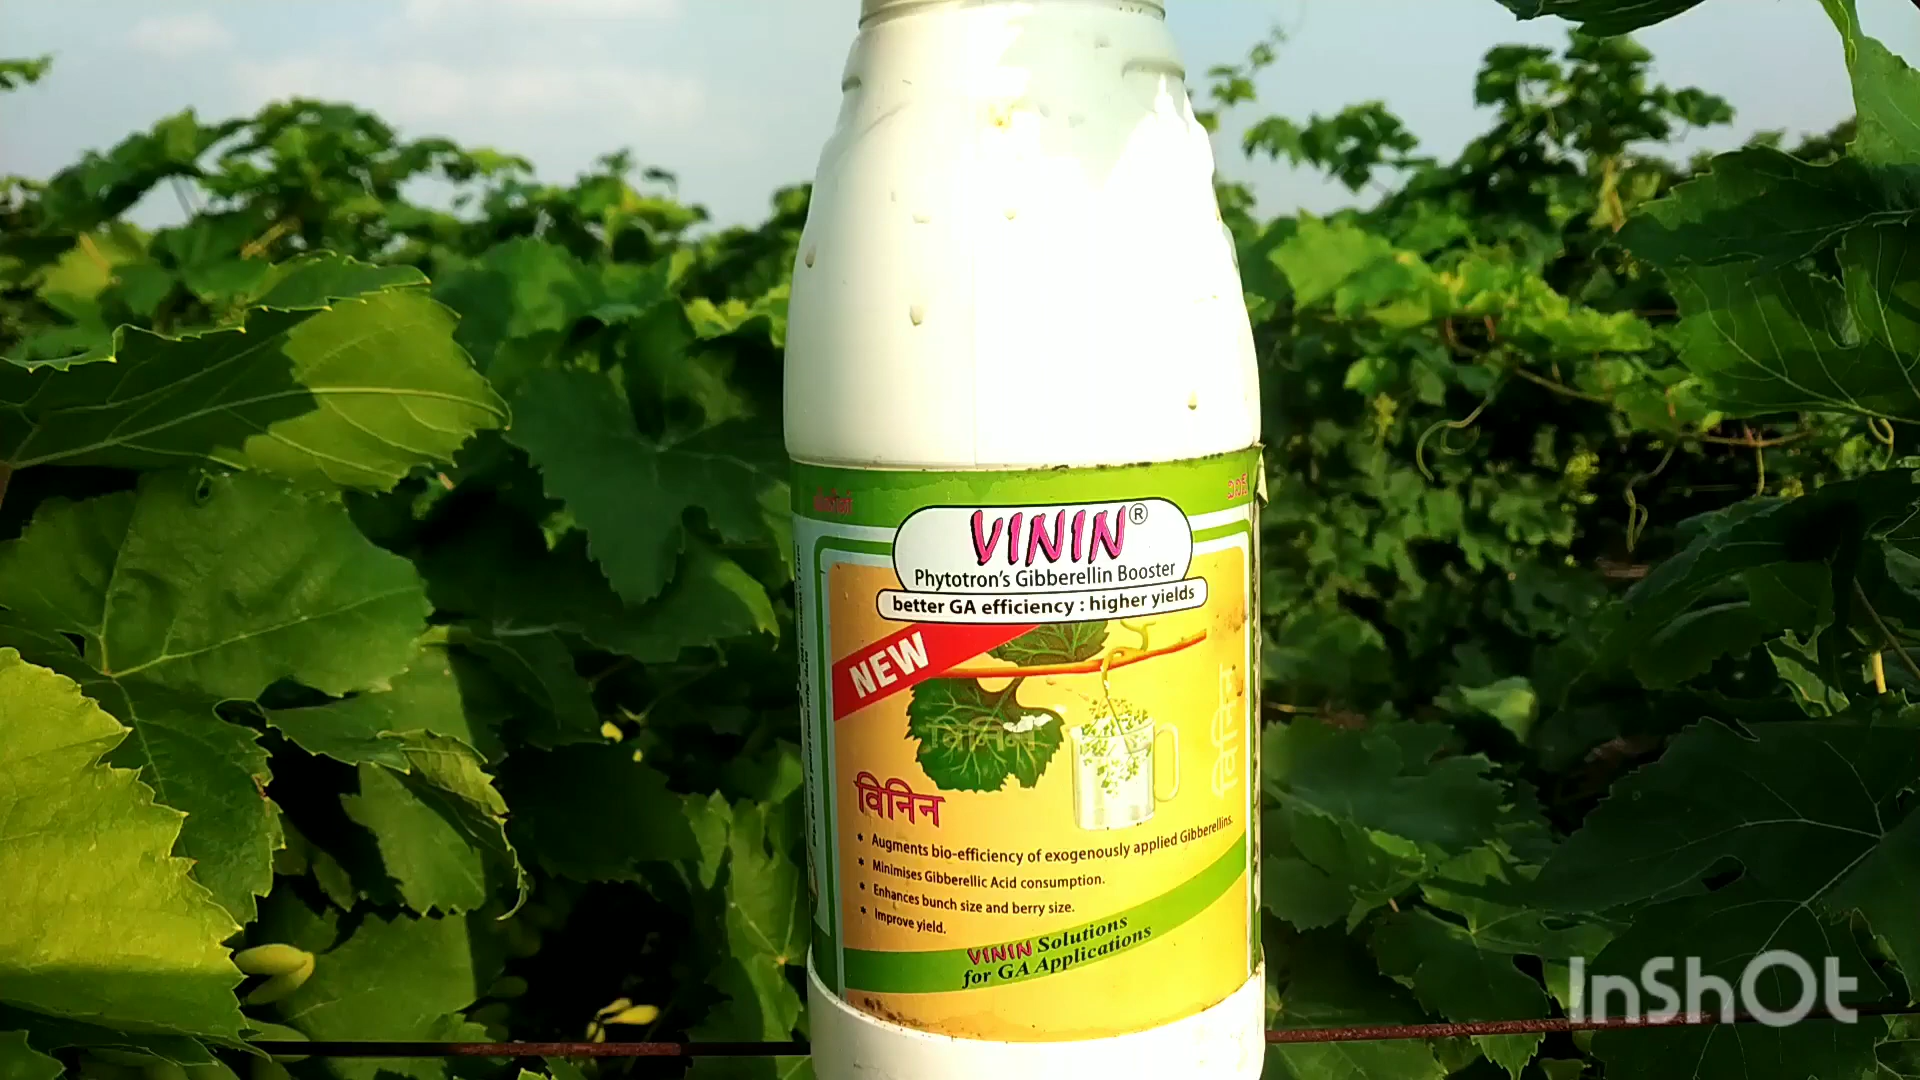 VININ®
Phytotron's Gibberellin Booster
better GA efficiency : higher yields
NEW
विनिन
विनिन
विनिन
* Augments bio-efficiency of exogenously applied Gibberellins.
* Minimises Gibberellic Acid consumption.
* Enhances bunch size and berry size.
* Improve yield.
VININ Solutions
for GA Applications
InShOt